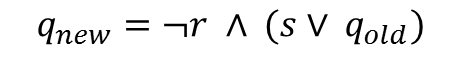 q_new = ¬r ∧ (s ∨ q_old)